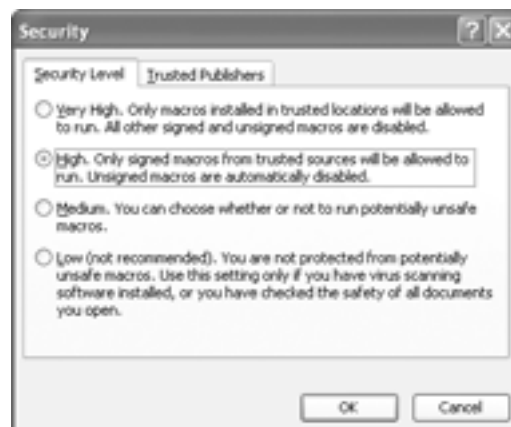 Security
Security Level Trusted Publishers
Very High. Only macros installed in trusted locations will be allowed
to run. All other signed and unsigned macros are disabled.
High. Only signed macros from trusted sources will be allowed to
run. Unsigned macros are automatically disabled.
Medium. You can choose whether or not to run potentially unsafe
macros.
Low (not recommended). You are not protected from potentially
unsafe macros. Use this setting only if you have virus scanning
software installed, or you have checked the safety of all documents
you open.
OK Cancel